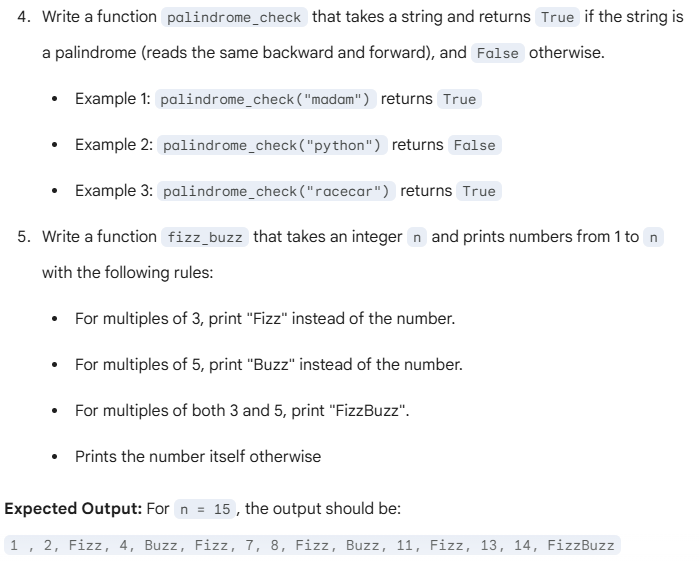 4. Write a function palindrome_check that takes a string and returns True if the string is
a palindrome (reads the same backward and forward), and False otherwise.
• Example 1: palindrome_check("madam") returns True
• Example 2: palindrome_check("python") returns False
• Example 3: palindrome_check("racecar") returns True
5. Write a function fizz_buzz that takes an integer n and prints numbers from 1 to n
with the following rules:
• For multiples of 3, print "Fizz" instead of the number.
• For multiples of 5, print "Buzz" instead of the number.
• For multiples of both 3 and 5, print "FizzBuzz".
• Prints the number itself otherwise
Expected Output: For n = 15, the output should be:
1 , 2, Fizz, 4, Buzz, Fizz, 7, 8, Fizz, Buzz, 11, Fizz, 13, 14, FizzBuzz